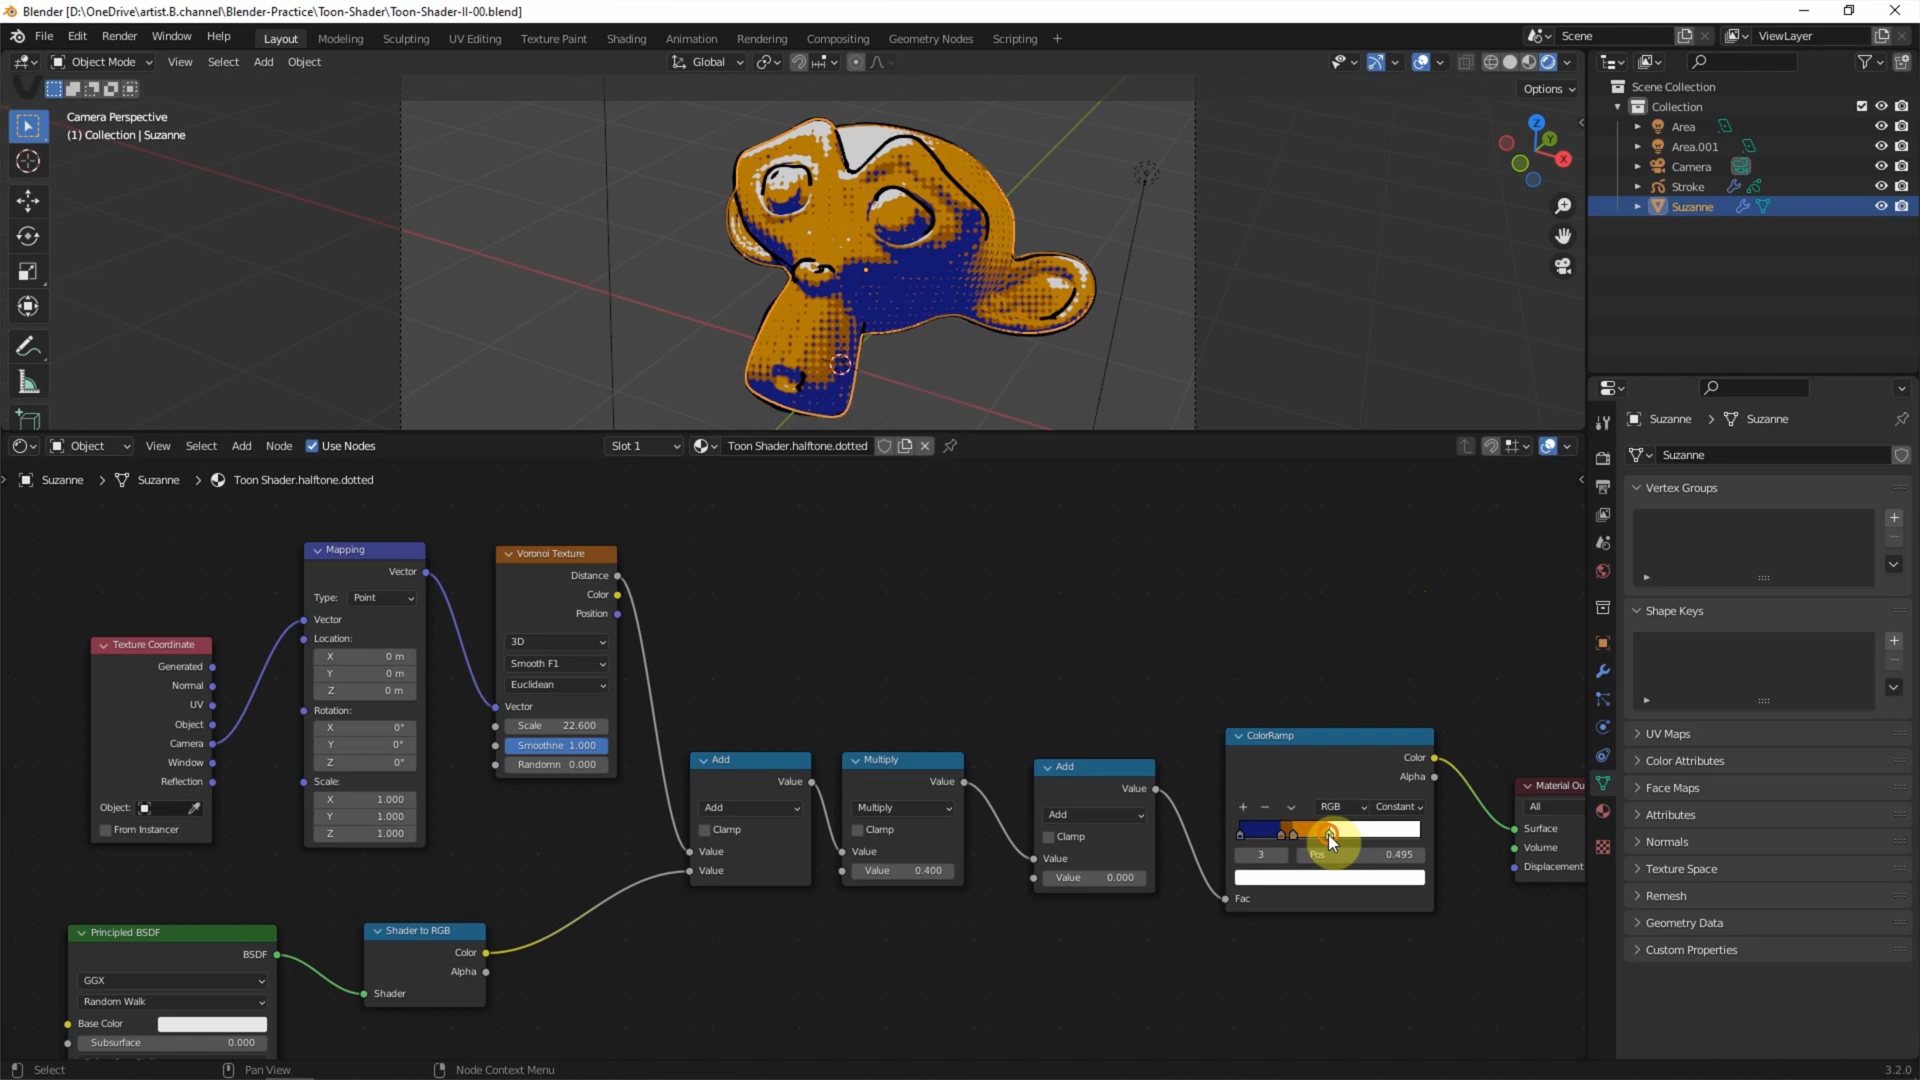 Blender [D:\OneDrive\artist.B.channel\Blender-Practice\Toon-Shader\Toon-Shader-II-00.blend]
File Edit Render Window Help Layout Modeling Sculpting UV Editing Texture Paint Shading Animation Rendering Compositing Geometry Nodes Scripting + Scene ViewLayer
Object Mode View Select Add Object Global
Options
Camera Perspective
(1) Collection | Suzanne
Z
Y
X
Scene Collection
Collection
Area
Area.001
Camera
Stroke
Suzanne
Object View Select Add Node Use Nodes Slot 1 Toon Shader.halftone.dotted
Suzanne > Suzanne > Toon Shader.halftone.dotted
Texture Coordinate
Generated
Normal
UV
Object
Camera
Window
Reflection
Object:
From Instancer
Mapping
Vector
Type: Point
Vector
Location:
X 0 m
Y 0 m
Z 0 m
Rotation:
X 0°
Y 0°
Z 0°
Scale:
X 1.000
Y 1.000
Z 1.000
Voronoi Texture
Distance
Color
Position
3D
Smooth F1
Euclidean
Vector
Scale 22.600
Smoothne 1.000
Randomn 0.000
Principled BSDF
BSDF
GGX
Random Walk
Base Color
Subsurface 0.000
Shader to RGB
Color
Alpha
Shader
Add
Value
Add
Clamp
Value
Value
Multiply
Value
Multiply
Clamp
Value
Value 0.400
Add
Value
Add
Clamp
Value
Value 0.000
ColorRamp
Color
Alpha
+ − RGB Constant
3 Pos 0.495
Fac
Material Ou
All
Surface
Volume
Displacement
Suzanne > Suzanne
Suzanne
Vertex Groups
Shape Keys
UV Maps
Color Attributes
Face Maps
Attributes
Normals
Texture Space
Remesh
Geometry Data
Custom Properties
Select Pan View Node Context Menu 3.2.0